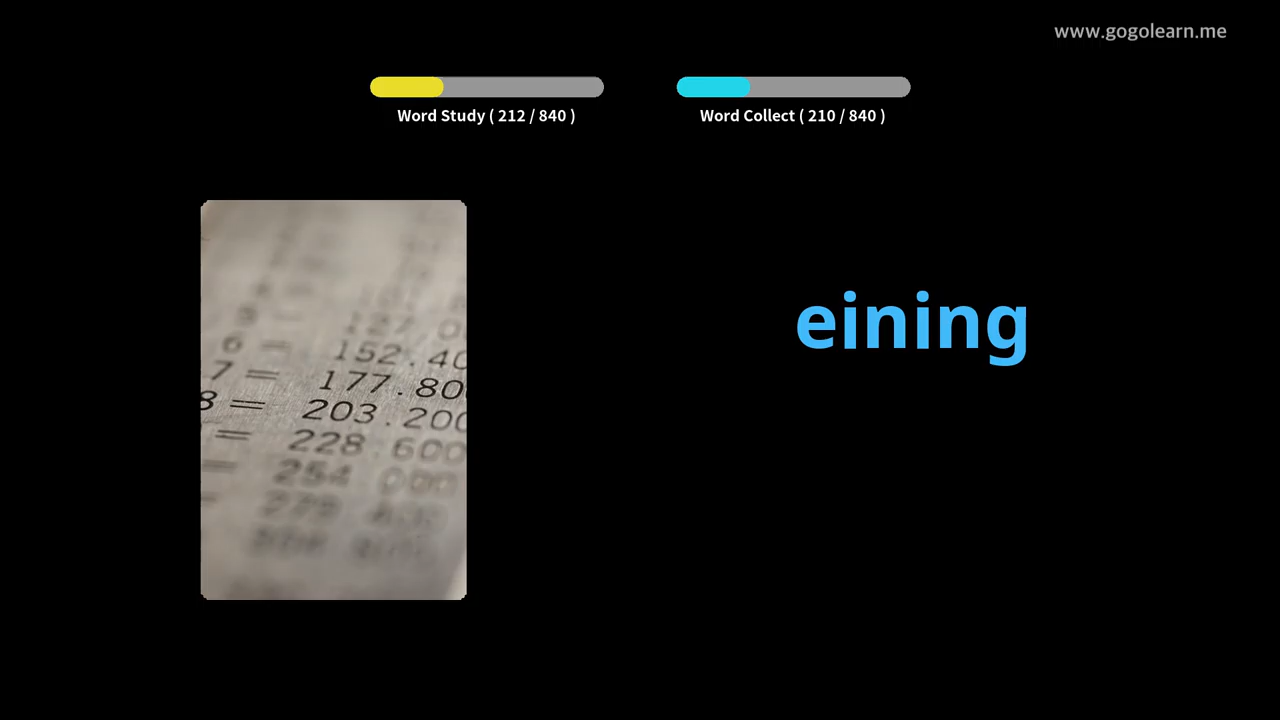 www.gogolearn.me
Word Study ( 212 / 840 )
Word Collect ( 210 / 840 )
eining
6 =
152.40
7 = 177.80
8 = 203.200
= 228.600
= 254